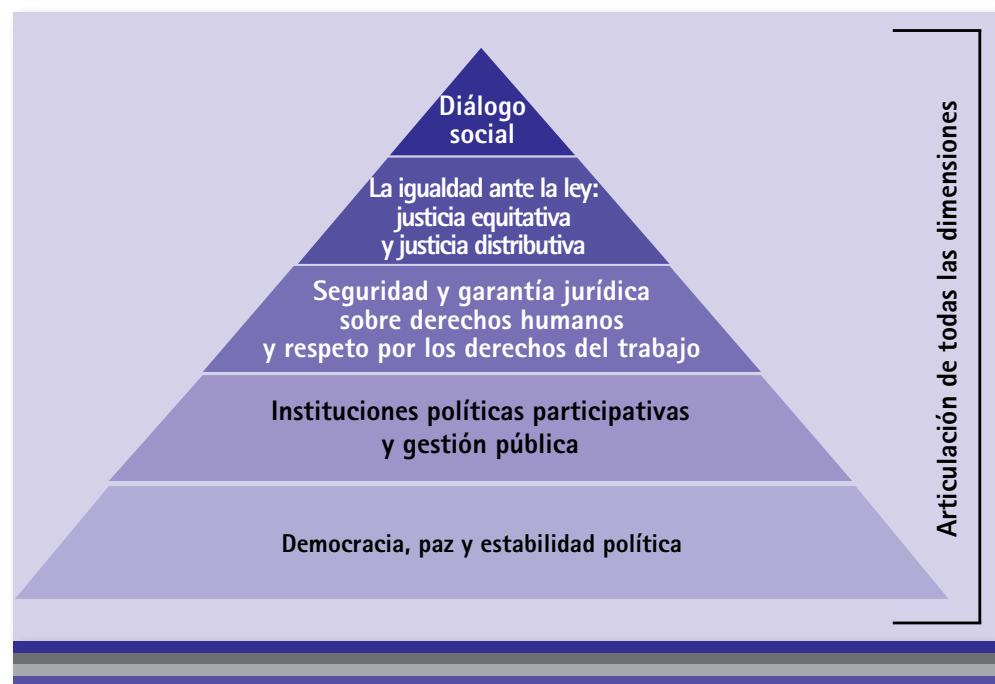 Diálogo
social
La igualdad ante la ley:
justicia equitativa
y justicia distributiva
Seguridad y garantía jurídica
sobre derechos humanos
y respeto por los derechos del trabajo
Instituciones políticas participativas
y gestión pública
Democracia, paz y estabilidad política
Articulación de todas las dimensiones